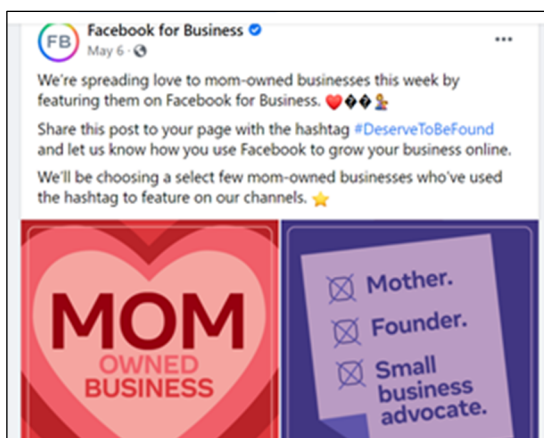 FB
Facebook for Business
May 6 ·
We're spreading love to mom-owned businesses this week by
featuring them on Facebook for Business. ❤️��🤱
Share this post to your page with the hashtag #DeserveToBeFound
and let us know how you use Facebook to grow your business online.
We'll be choosing a select few mom-owned businesses who've used
the hashtag to feature on our channels. ⭐
MOM
OWNED
BUSINESS
Mother.
Founder.
Small
business
advocate.